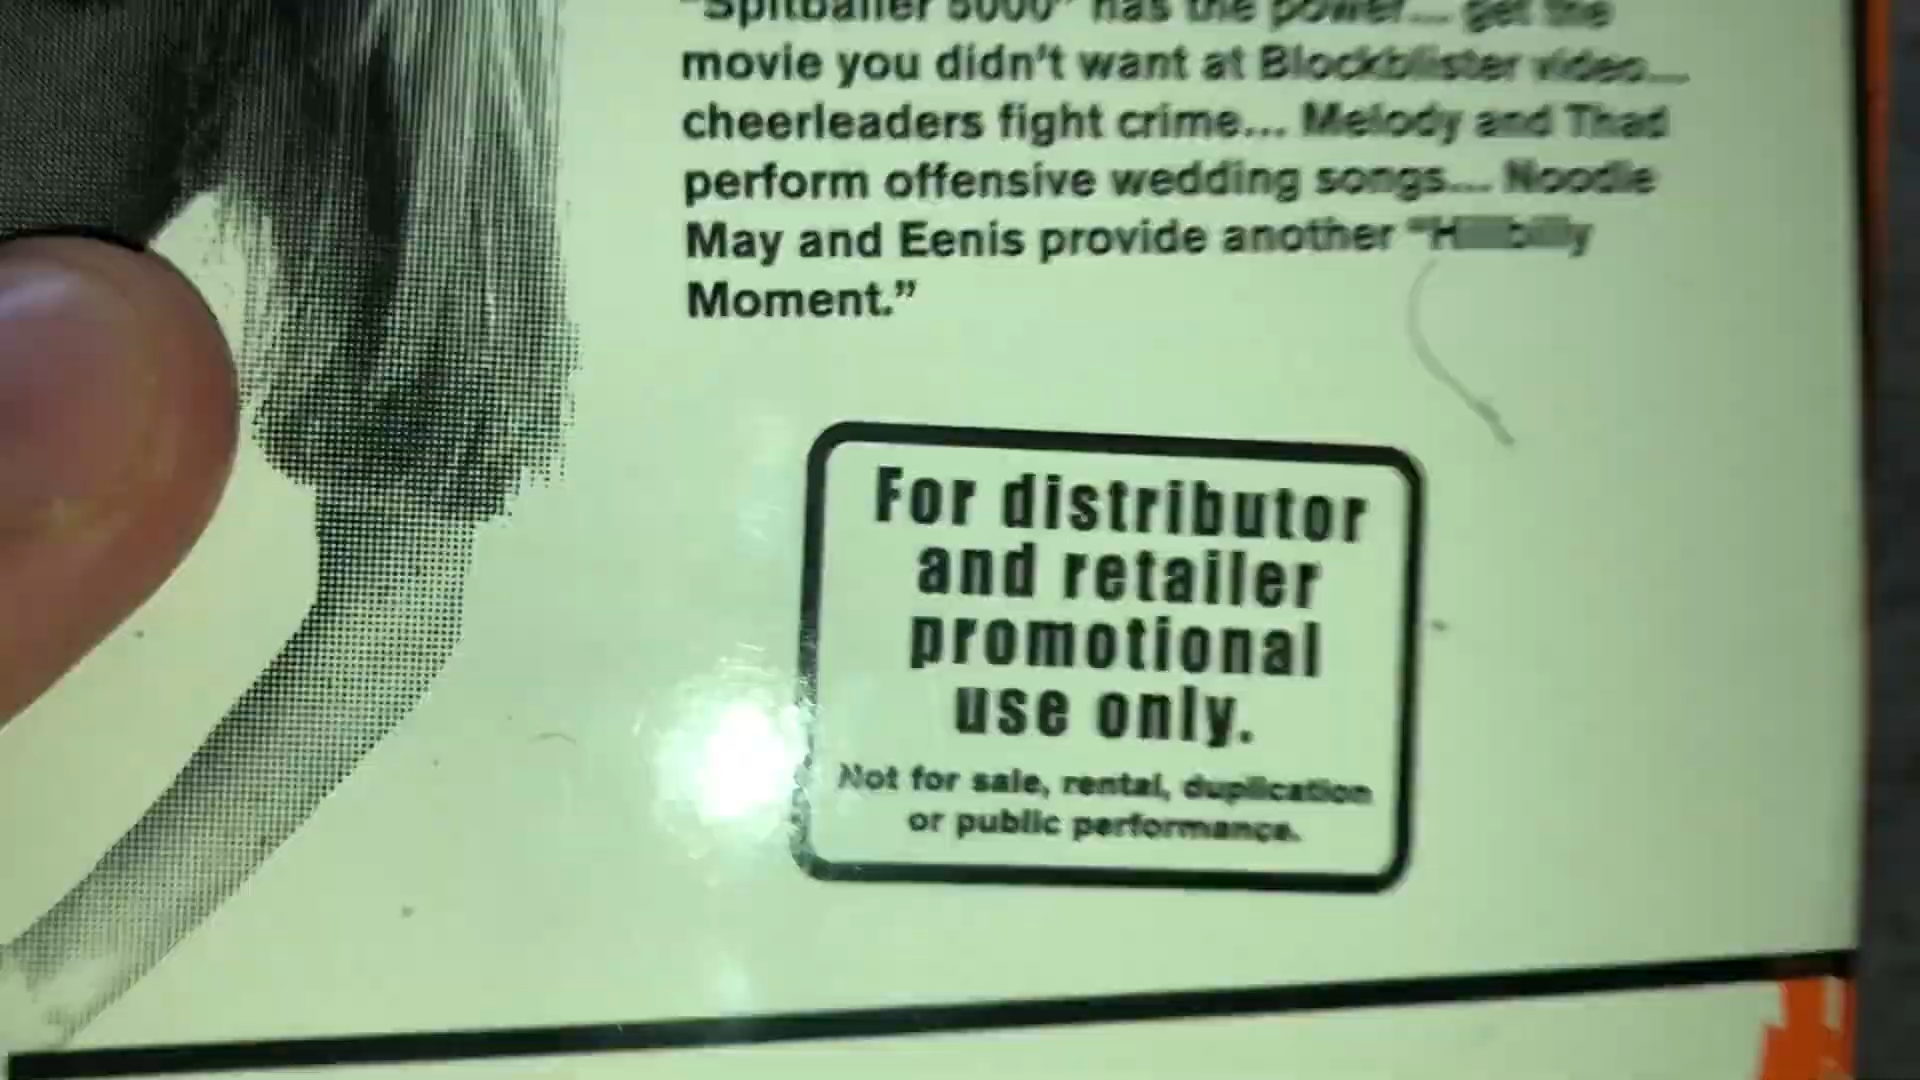 "Spitballer 5000" has the power... get the
movie you didn't want at Blockblister video...
cheerleaders fight crime... Melody and Thad
perform offensive wedding songs... Noodle
May and Eenis provide another "Hillbilly
Moment."
For distributor
and retailer
promotional
use only.
Not for sale, rental, duplication
or public performance.